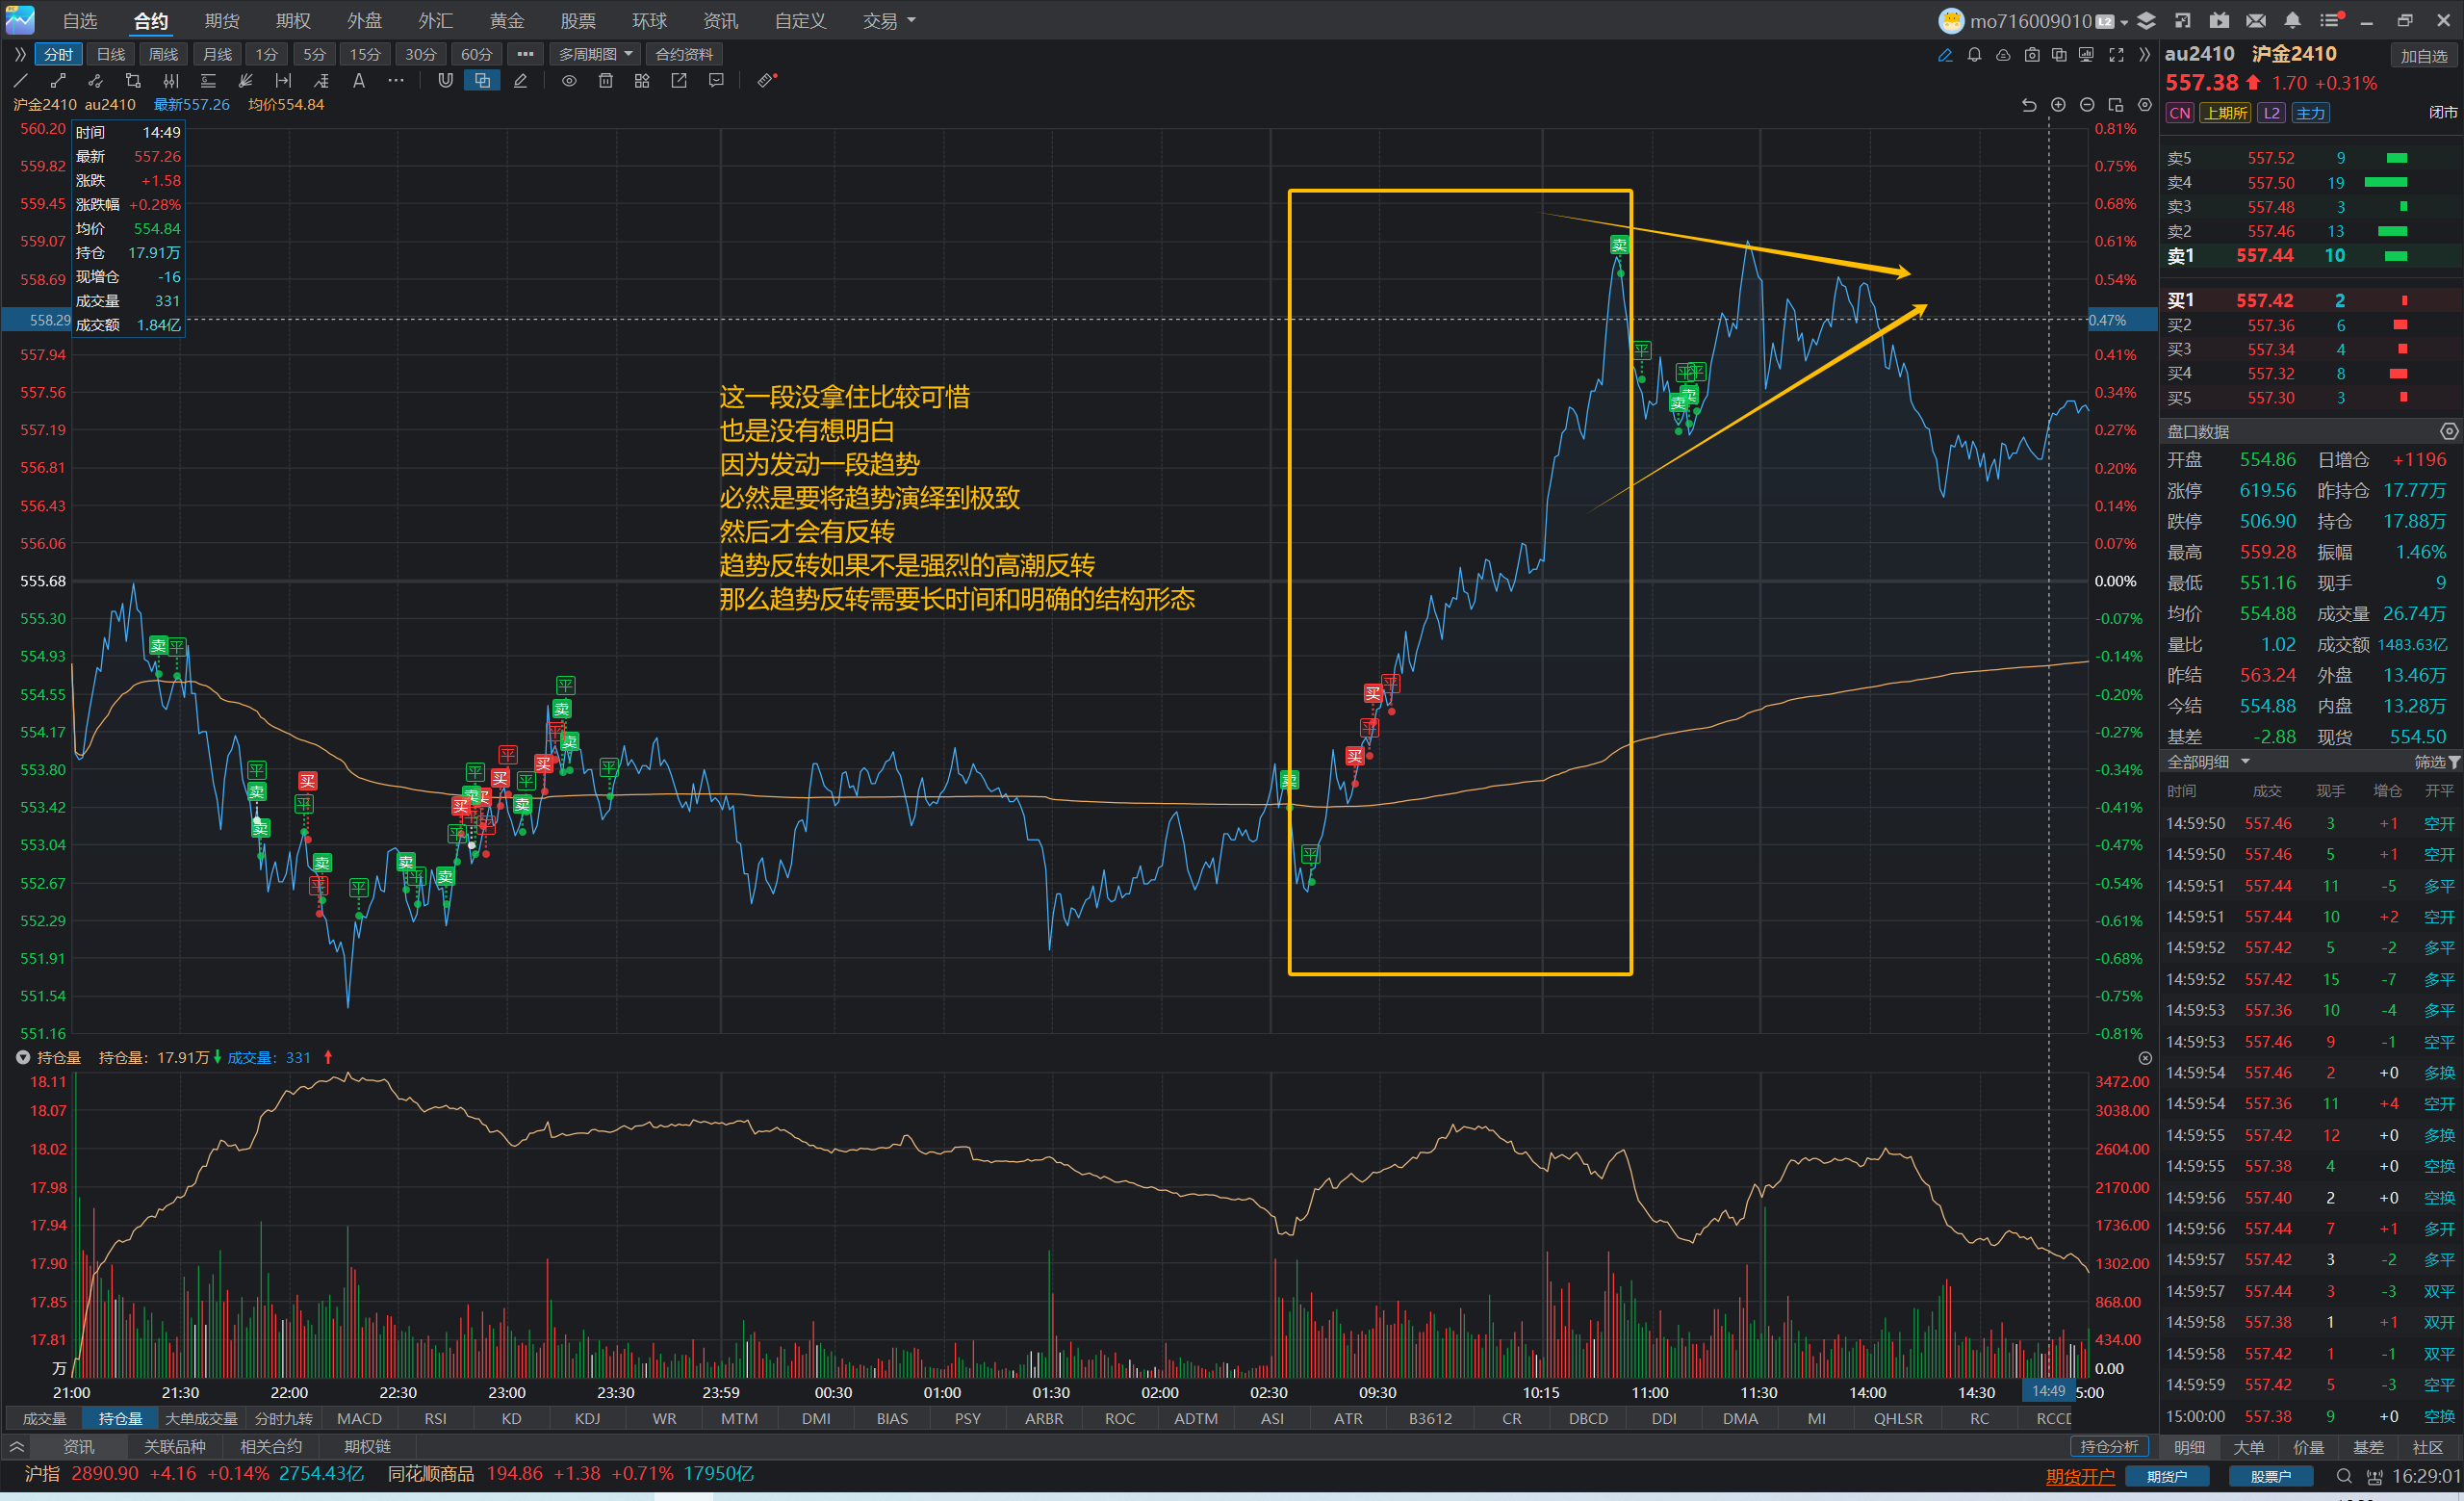 自选 合约 期货 期权 外盘 外汇 黄金 股票 环球 资讯 自定义 交易 mo716009010 L2
分时 日线 周线 月线 1分 5分 15分 30分 60分 多周期图 合约资料
沪金2410 au2410 最新557.26 均价554.84
时间 14:49
最新 557.26
涨跌 +1.58
涨跌幅 +0.28%
均价 554.84
持仓 17.91万
现增仓 -16
成交量 331
成交额 1.84亿
560.20 0.81%
559.82 0.75%
559.45 0.68%
559.07 0.61%
558.69 0.54%
558.29 0.47%
557.94 0.41%
557.56 0.34%
557.19 0.27%
556.81 0.20%
556.43 0.14%
556.06 0.07%
555.68 0.00%
555.30 -0.07%
554.93 -0.14%
554.55 -0.20%
554.17 -0.27%
553.80 -0.34%
553.42 -0.41%
553.04 -0.47%
552.67 -0.54%
552.29 -0.61%
551.91 -0.68%
551.54 -0.75%
551.16 -0.81%
这一段没拿住比较可惜
也是没有想明白
因为发动一段趋势
必然是要将趋势演绎到极致
然后才会有反转
趋势反转如果不是强烈的高潮反转
那么趋势反转需要长时间和明确的结构形态
持仓量 持仓量: 17.91万 成交量: 331
18.11 3472.00
18.07 3038.00
18.02 2604.00
17.98 2170.00
17.94 1736.00
17.90 1302.00
17.85 868.00
17.81 434.00
万 0.00
21:00 21:30 22:00 22:30 23:00 23:30 23:59 00:30 01:00 01:30 02:00 02:30 09:30 10:15 11:00 11:30 14:00 14:30 14:49 5:00
成交量 持仓量 大单成交量 分时九转 MACD RSI KD KDJ WR MTM DMI BIAS PSY ARBR ROC ADTM ASI ATR B3612 CR DBCD DDI DMA MI QHLSR RC RCCD
资讯 关联品种 相关合约 期权链 持仓分析
沪指 2890.90 +4.16 +0.14% 2754.43亿 同花顺商品 194.86 +1.38 +0.71% 17950亿
期货开户 期货户 股票户 16:29:01
au2410 沪金2410 加自选
557.38 1.70 +0.31%
CN 上期所 L2 主力 闭市
卖5 557.52 9
卖4 557.50 19
卖3 557.48 3
卖2 557.46 13
卖1 557.44 10
买1 557.42 2
买2 557.36 6
买3 557.34 4
买4 557.32 8
买5 557.30 3
盘口数据
开盘 554.86 日增仓 +1196
涨停 619.56 昨持仓 17.77万
跌停 506.90 持仓 17.88万
最高 559.28 振幅 1.46%
最低 551.16 现手 9
均价 554.88 成交量 26.74万
量比 1.02 成交额 1483.63亿
昨结 563.24 外盘 13.46万
今结 554.88 内盘 13.28万
基差 -2.88 现货 554.50
全部明细 筛选
时间 成交 现手 增仓 开平
14:59:50 557.46 3 +1 空开
14:59:50 557.46 5 +1 空开
14:59:51 557.44 11 -5 多平
14:59:51 557.44 10 +2 空开
14:59:52 557.42 5 -2 多平
14:59:52 557.42 15 -7 多平
14:59:53 557.36 10 -4 多平
14:59:53 557.46 9 -1 空平
14:59:54 557.46 2 +0 多换
14:59:54 557.36 11 +4 空开
14:59:55 557.42 12 +0 多换
14:59:55 557.38 4 +0 空换
14:59:56 557.40 2 +0 空换
14:59:56 557.44 7 +1 多开
14:59:57 557.42 3 -2 多平
14:59:57 557.44 3 -3 双平
14:59:58 557.38 1 +1 双开
14:59:58 557.42 1 -1 双平
14:59:59 557.42 5 -3 空平
15:00:00 557.38 9 +0 空换
明细 大单 价量 基差 社区